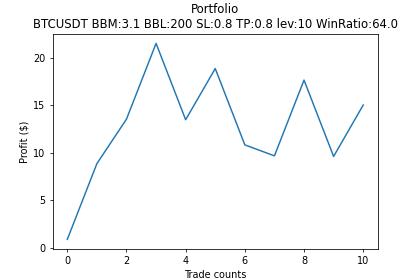 Portfolio
BTCUSDT BBM:3.1 BBL:200 SL:0.8 TP:0.8 lev:10 WinRatio:64.0
20
15
10
5
0
Profit ($)
0 2 4 6 8 10
Trade counts